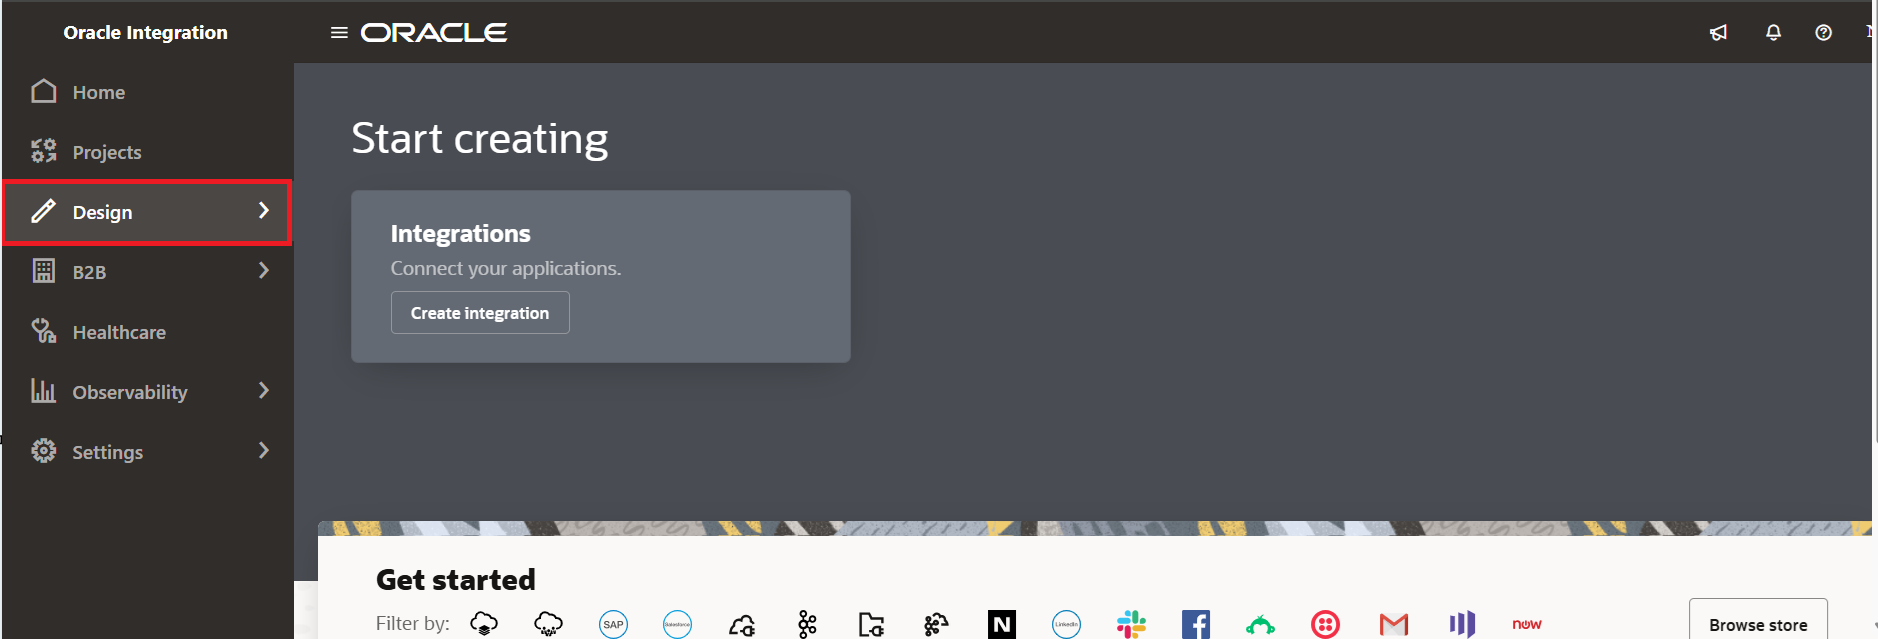 Oracle Integration
ORACLE
Home
Projects
Design
B2B
Healthcare
Observability
Settings
Start creating
Integrations
Connect your applications.
Create integration
Get started
Filter by:
SAP
Salesforce
N
LinkedIn
now
Browse store